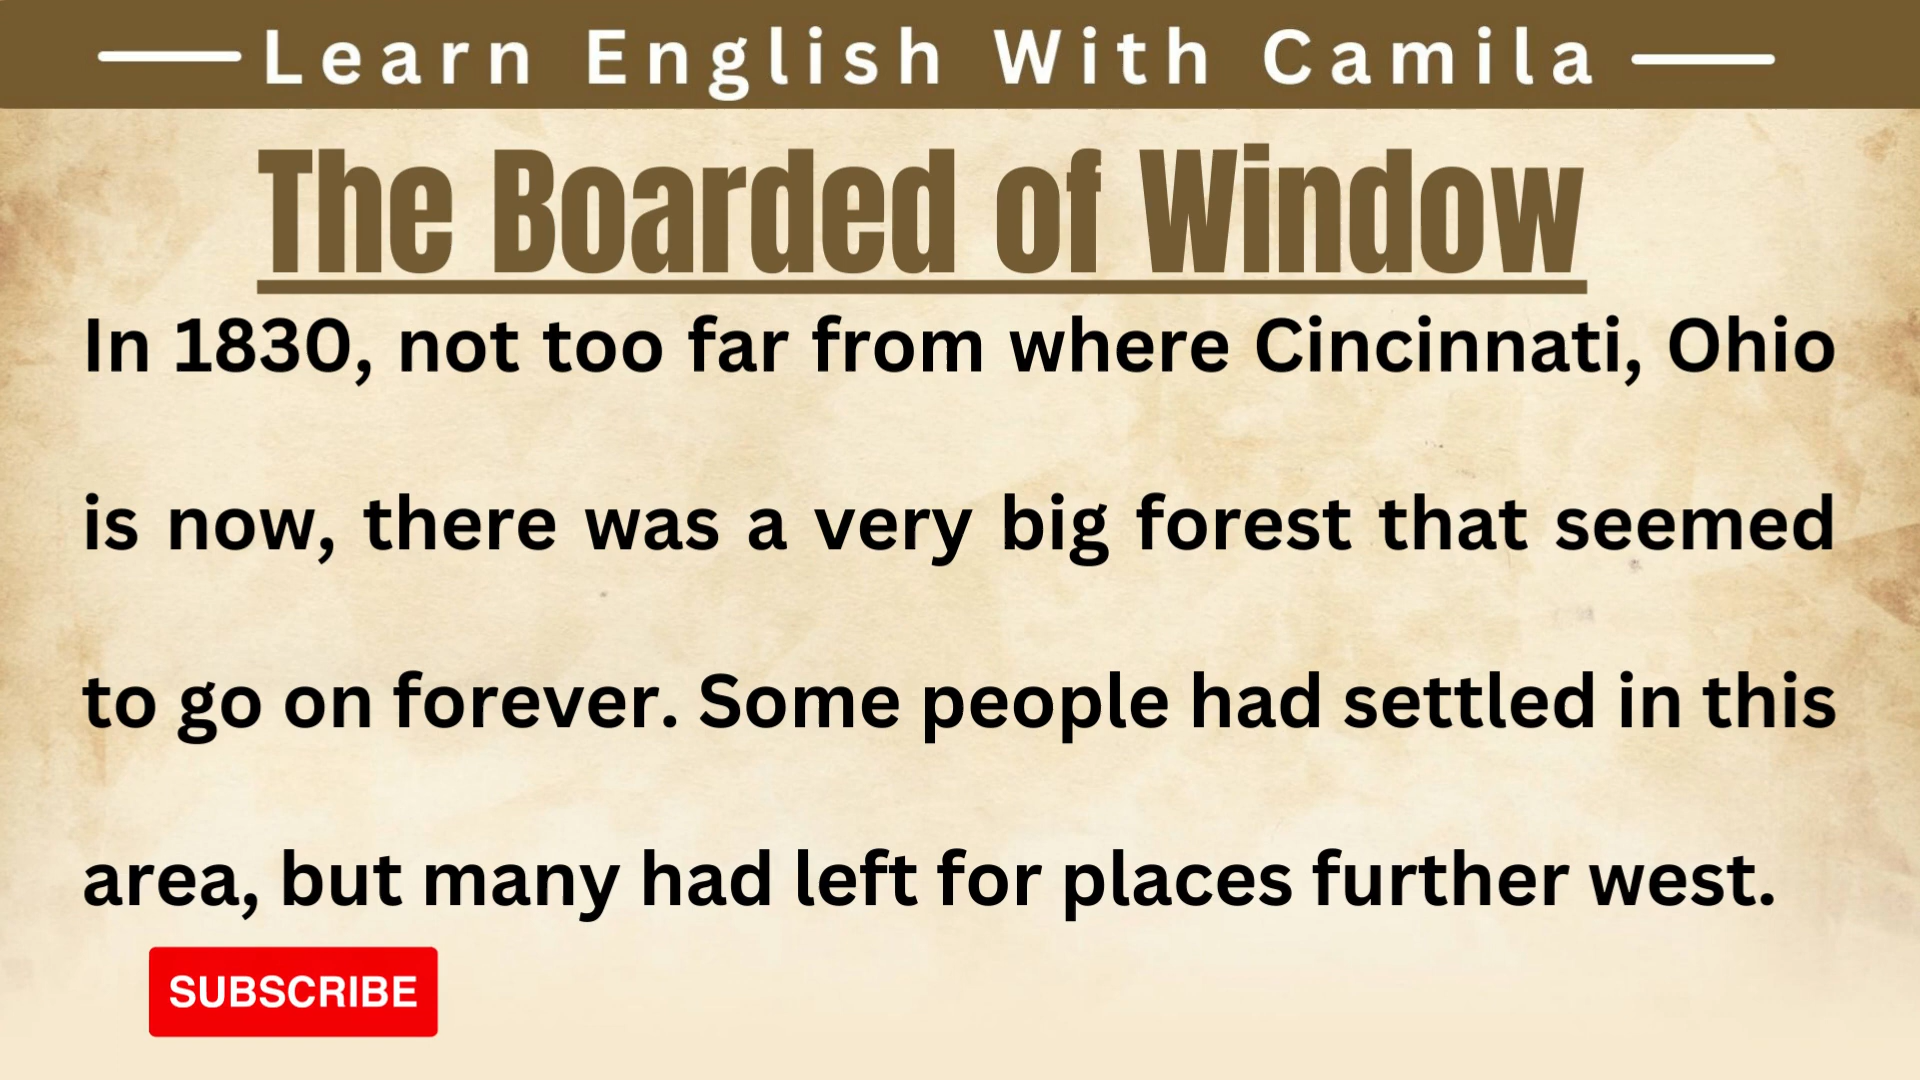 Learn English With Camila
The Boarded of Window
In 1830, not too far from where Cincinnati, Ohio
is now, there was a very big forest that seemed
to go on forever. Some people had settled in this
area, but many had left for places further west.
SUBSCRIBE